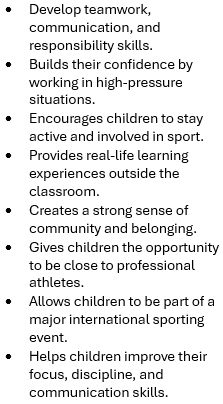 • Develop teamwork,
communication, and
responsibility skills.
• Builds their confidence by
working in high-pressure
situations.
• Encourages children to stay
active and involved in sport.
• Provides real-life learning
experiences outside the
classroom.
• Creates a strong sense of
community and belonging.
• Gives children the opportunity
to be close to professional
athletes.
• Allows children to be part of a
major international sporting
event.
• Helps children improve their
focus, discipline, and
communication skills.